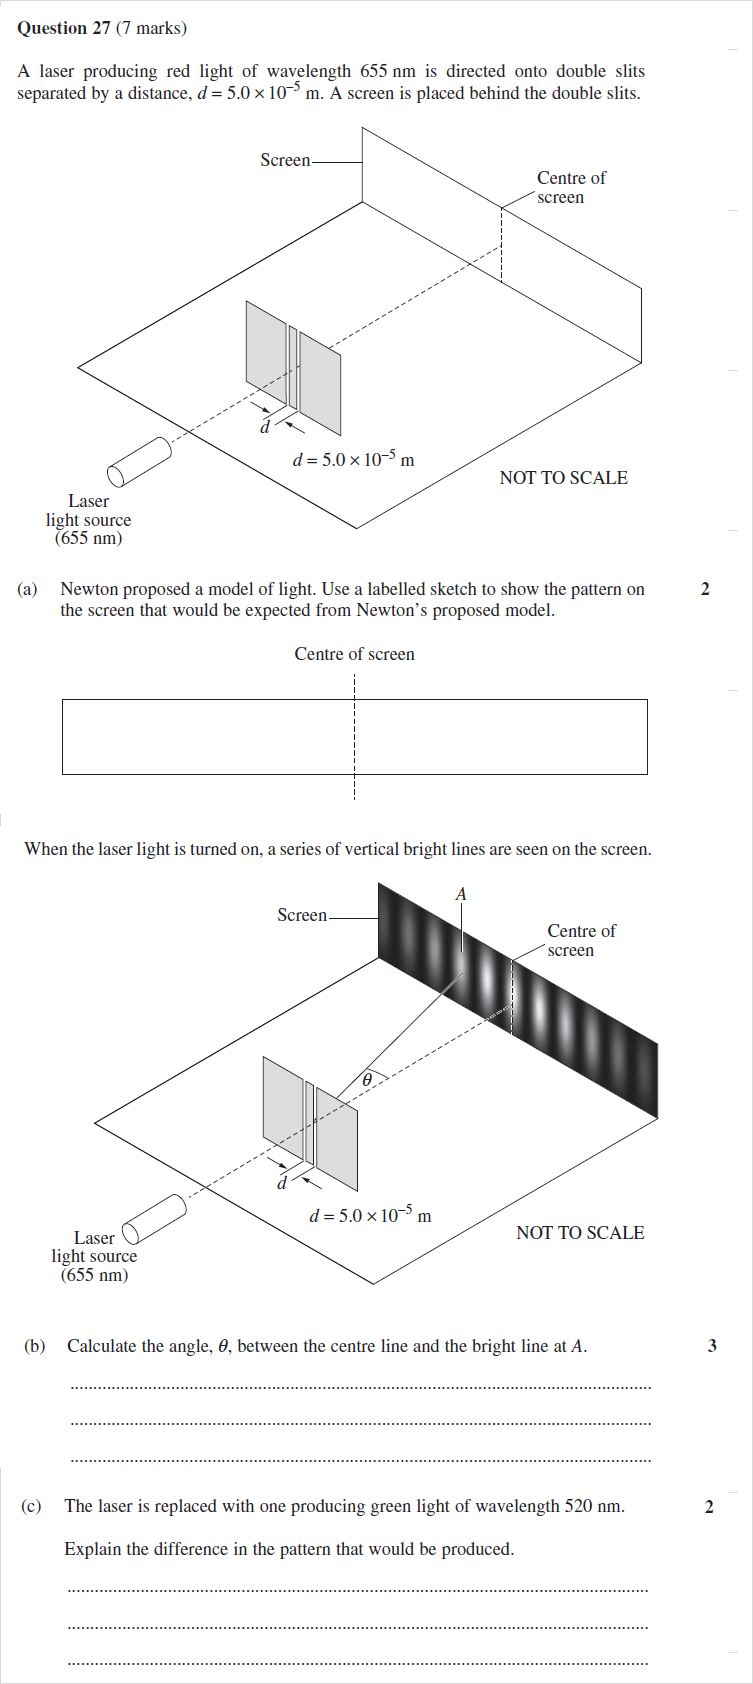 Question 27 (7 marks)
A laser producing red light of wavelength 655 nm is directed onto double slits
separated by a distance, d = 5.0 × 10⁻⁵ m. A screen is placed behind the double slits.
Screen
Centre of
screen
d
d = 5.0 × 10⁻⁵ m
NOT TO SCALE
Laser
light source
(655 nm)
(a) Newton proposed a model of light. Use a labelled sketch to show the pattern on 2
the screen that would be expected from Newton's proposed model.
Centre of screen
When the laser light is turned on, a series of vertical bright lines are seen on the screen.
A
Screen
Centre of
screen
θ
d
d = 5.0 × 10⁻⁵ m
NOT TO SCALE
Laser
light source
(655 nm)
(b) Calculate the angle, θ, between the centre line and the bright line at A. 3
(c) The laser is replaced with one producing green light of wavelength 520 nm. 2
Explain the difference in the pattern that would be produced.